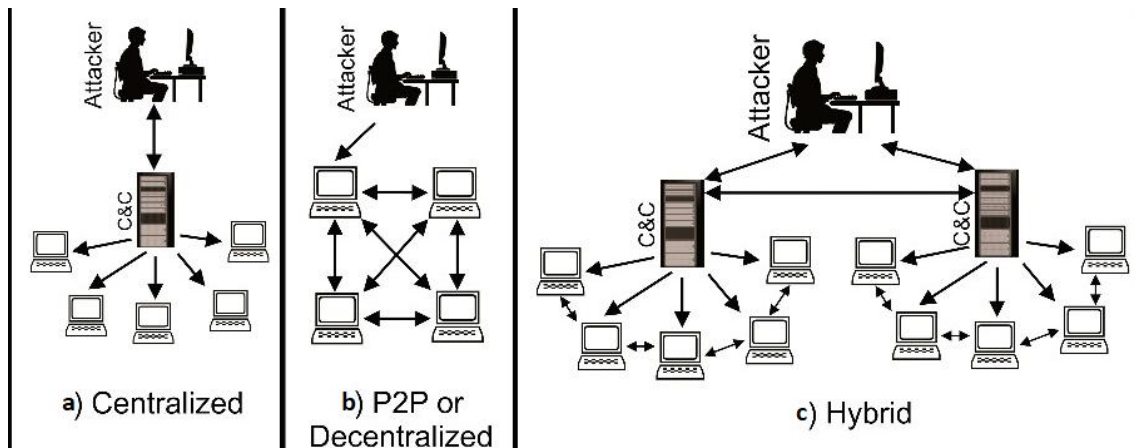 Attacker
C&C
a) Centralized
Attacker
b) P2P or
Decentralized
Attacker
C&C
C&C
c) Hybrid